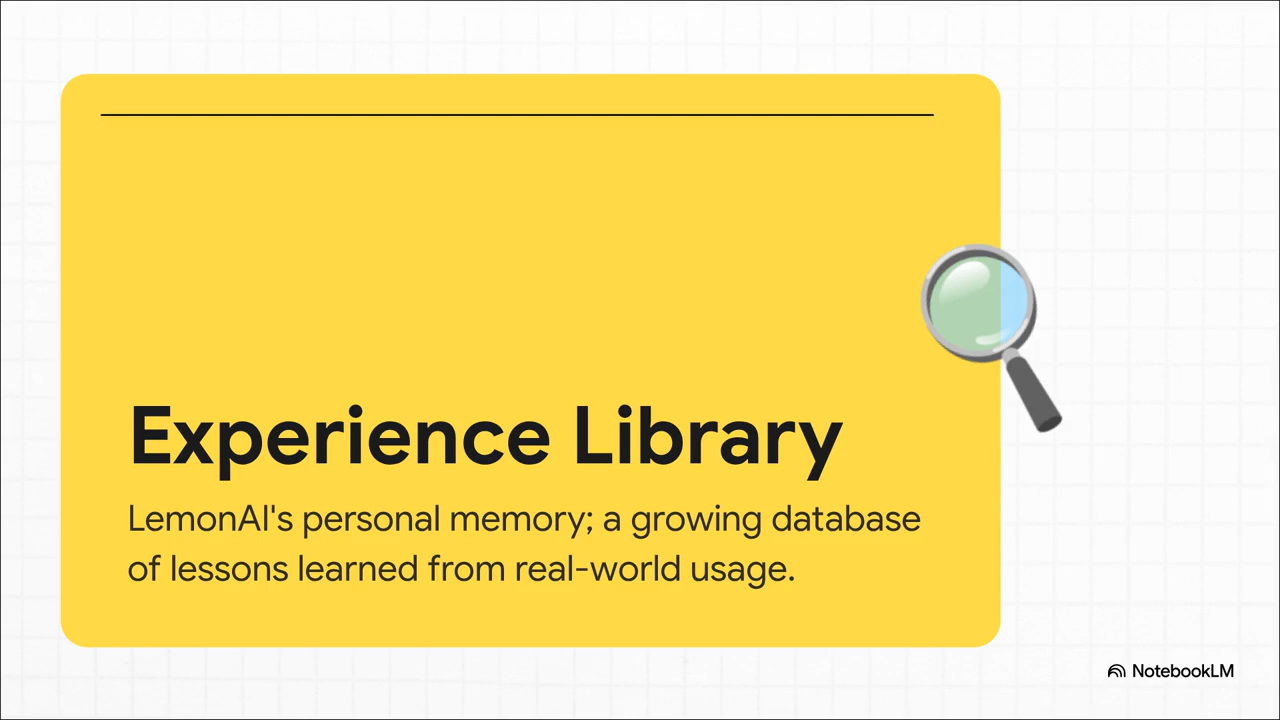 Experience Library
LemonAI's personal memory; a growing database
of lessons learned from real-world usage.
NotebookLM